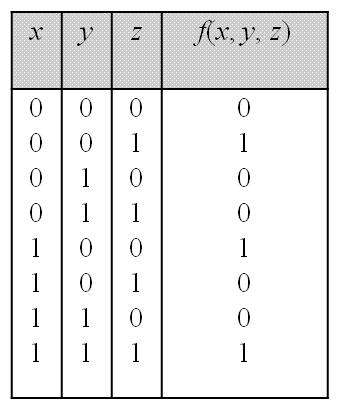 x y z f(x, y, z)
0 0 0 0
0 0 1 1
0 1 0 0
0 1 1 0
1 0 0 1
1 0 1 0
1 1 0 0
1 1 1 1